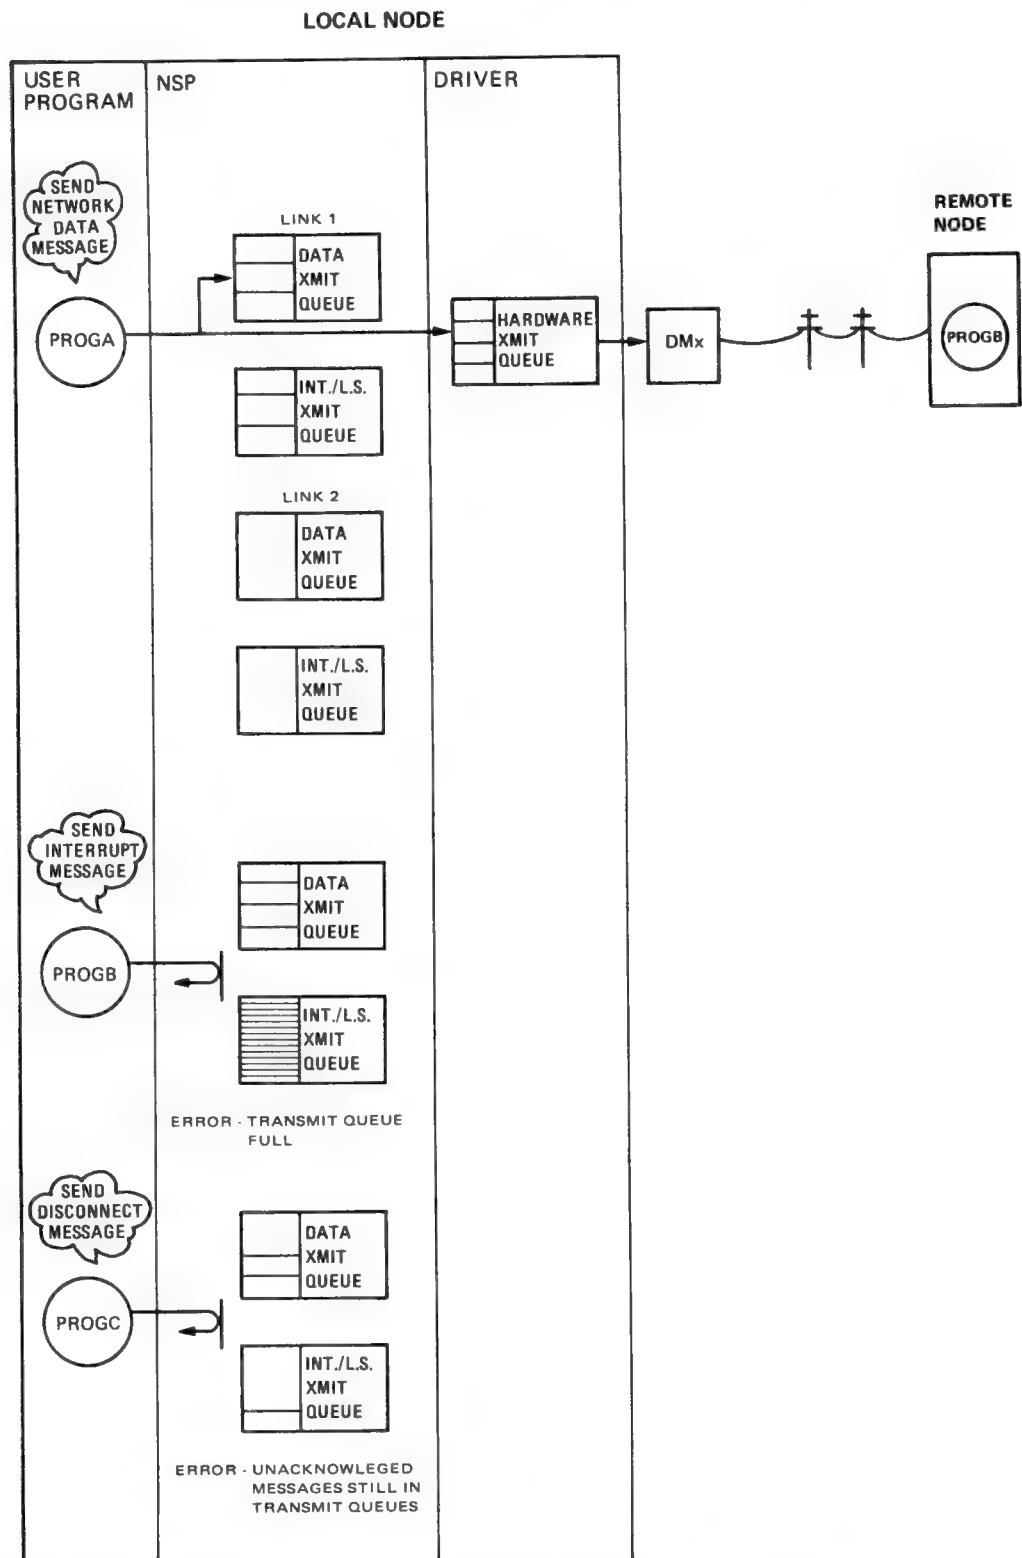 LOCAL NODE
USER
PROGRAM
NSP
DRIVER
SEND
NETWORK
DATA
MESSAGE
REMOTE
NODE
LINK 1
DATA
XMIT
QUEUE
PROGA
HARDWARE
XMIT
QUEUE
DMx
PROGB
INT./L.S.
XMIT
QUEUE
LINK 2
DATA
XMIT
QUEUE
INT./L.S.
XMIT
QUEUE
SEND
INTERRUPT
MESSAGE
DATA
XMIT
QUEUE
PROGB
INT./L.S.
XMIT
QUEUE
ERROR - TRANSMIT QUEUE
FULL
SEND
DISCONNECT
MESSAGE
DATA
XMIT
QUEUE
PROGC
INT./L.S.
XMIT
QUEUE
ERROR - UNACKNOWLEGED
MESSAGES STILL IN
TRANSMIT QUEUES